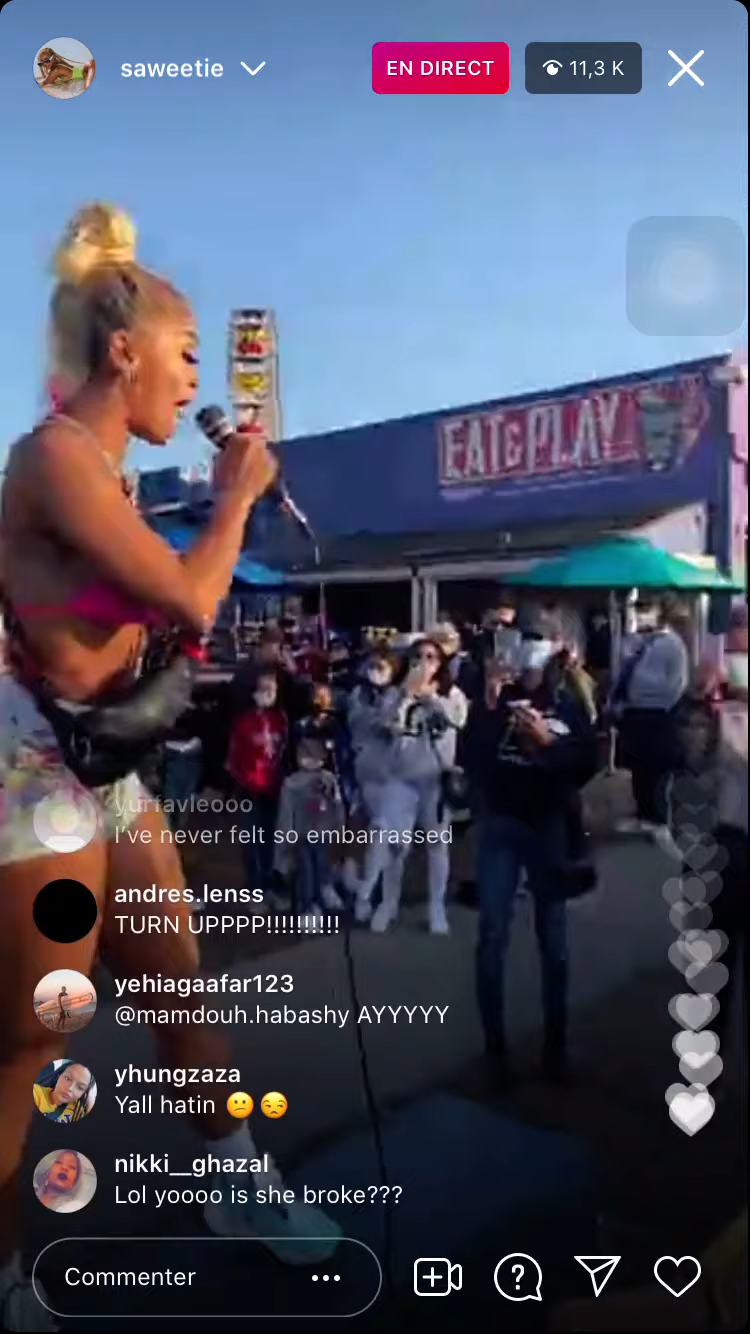 saweetie
EN DIRECT
11,3 K
EAT & PLAY
yurfavleooo
I've never felt so embarrassed
andres.lenss
TURN UPPPP!!!!!!!!!!
yehiagaafar123
@mamdouh.habashy AYYYYY
yhungzaza
Yall hatin 😕 😒
nikki__ghazal
Lol yoooo is she broke???
Commenter